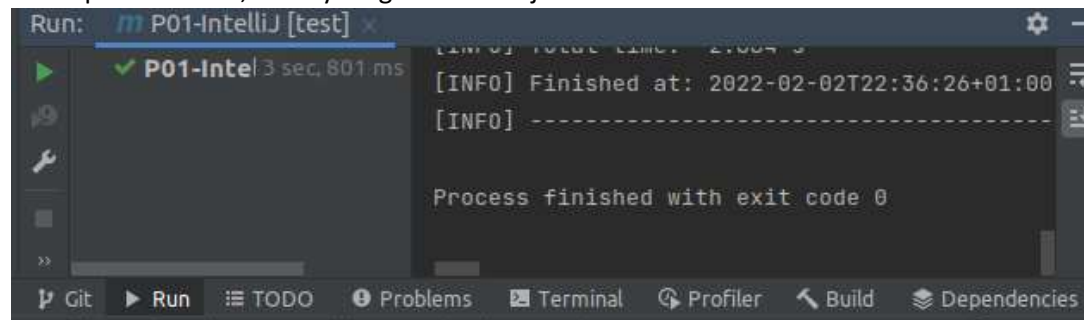 Run: P01-IntelliJ [test]
P01-Intel 3 sec, 801 ms
[INFO] Finished at: 2022-02-02T22:36:26+01:00
[INFO] ----------------------------------------
Process finished with exit code 0
Git Run TODO Problems Terminal Profiler Build Dependencies